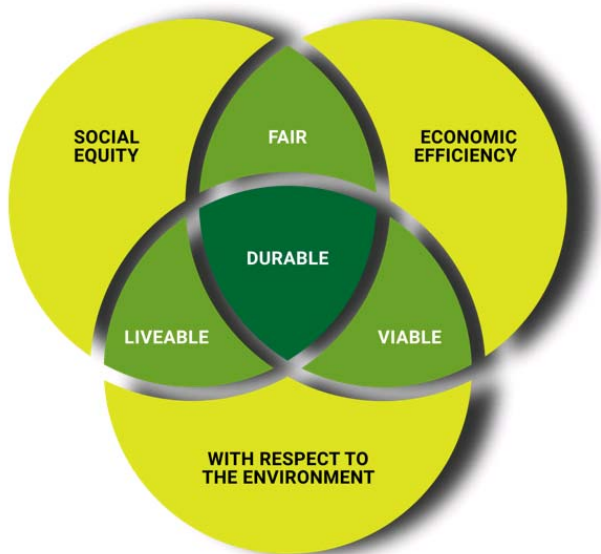 SOCIAL
EQUITY
FAIR
ECONOMIC
EFFICIENCY
DURABLE
LIVEABLE
VIABLE
WITH RESPECT TO
THE ENVIRONMENT